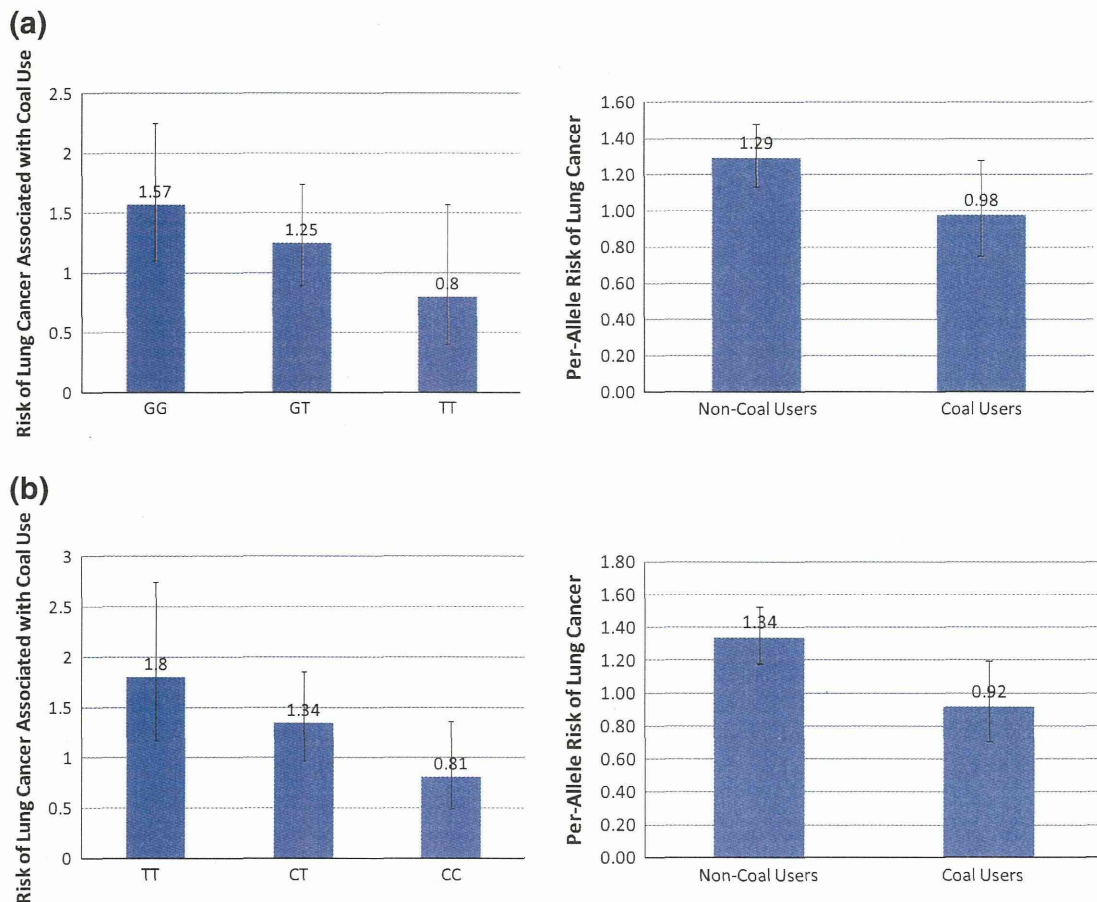 (a)
Risk of Lung Cancer Associated with Coal Use
2.5
2
1.5
1
0.5
0
1.57
1.25
0.8
GG
GT
TT
Per-Allele Risk of Lung Cancer
1.60
1.40
1.20
1.00
0.80
0.60
0.40
0.20
0.00
1.29
0.98
Non-Coal Users
Coal Users
(b)
Risk of Lung Cancer Associated with Coal Use
3
2.5
2
1.5
1
0.5
0
1.8
1.34
0.81
TT
CT
CC
Per-Allele Risk of Lung Cancer
1.80
1.60
1.40
1.20
1.00
0.80
0.60
0.40
0.20
0.00
1.34
0.92
Non-Coal Users
Coal Users